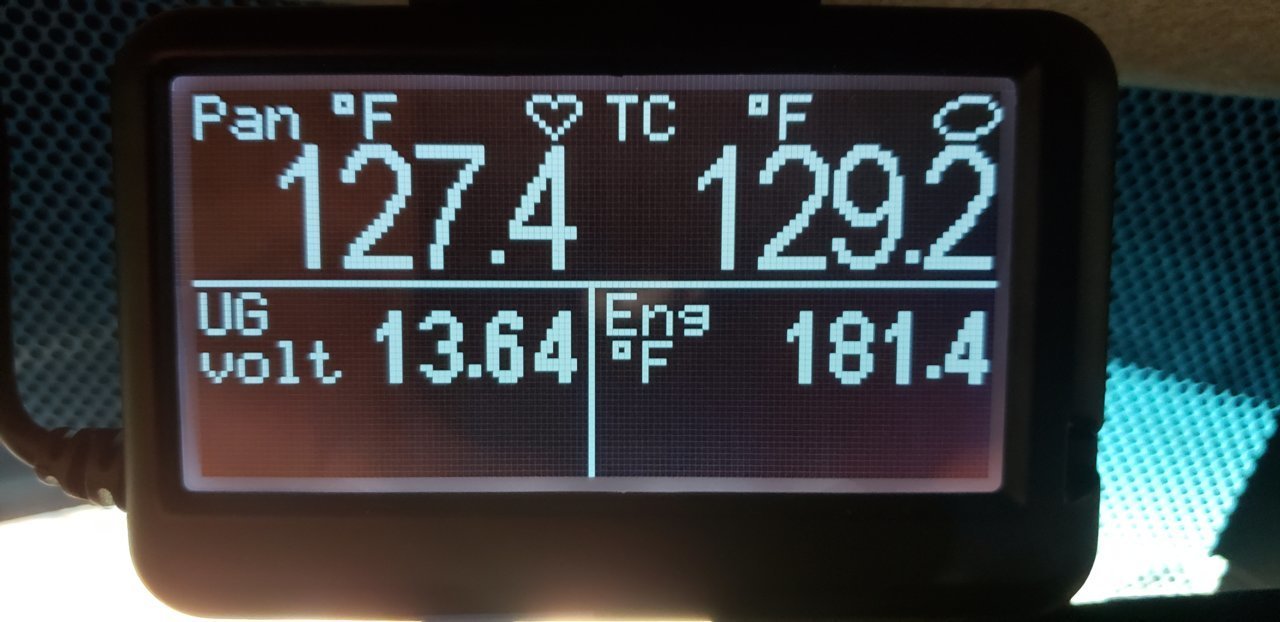 Pan °F TC °F
127.4 129.2
UG volt 13.64
Eng °F 181.4